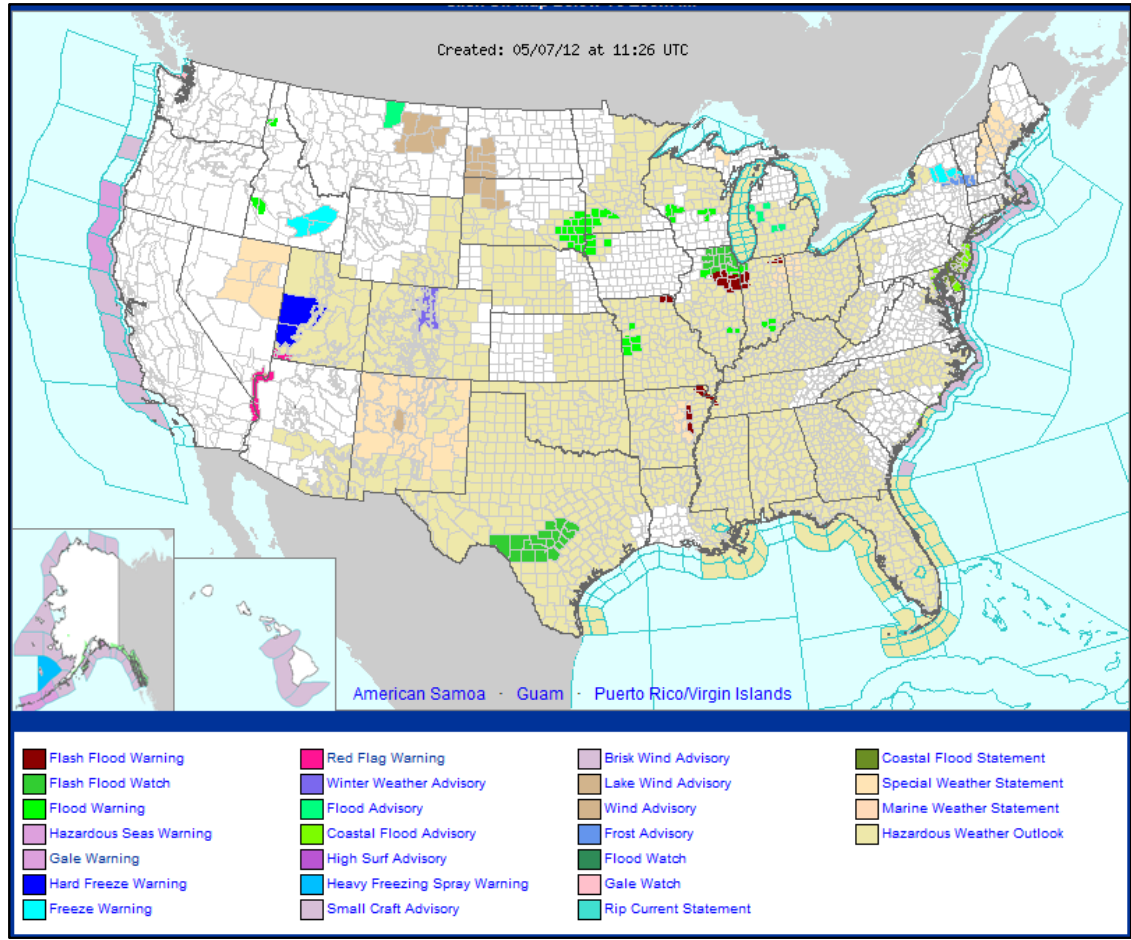 Created: 05/07/12 at 11:26 UTC
American Samoa - Guam - Puerto Rico/Virgin Islands
Flash Flood Warning
Flash Flood Watch
Flood Warning
Hazardous Seas Warning
Gale Warning
Hard Freeze Warning
Freeze Warning
Red Flag Warning
Winter Weather Advisory
Flood Advisory
Coastal Flood Advisory
High Surf Advisory
Heavy Freezing Spray Warning
Small Craft Advisory
Brisk Wind Advisory
Lake Wind Advisory
Wind Advisory
Frost Advisory
Flood Watch
Gale Watch
Rip Current Statement
Coastal Flood Statement
Special Weather Statement
Marine Weather Statement
Hazardous Weather Outlook